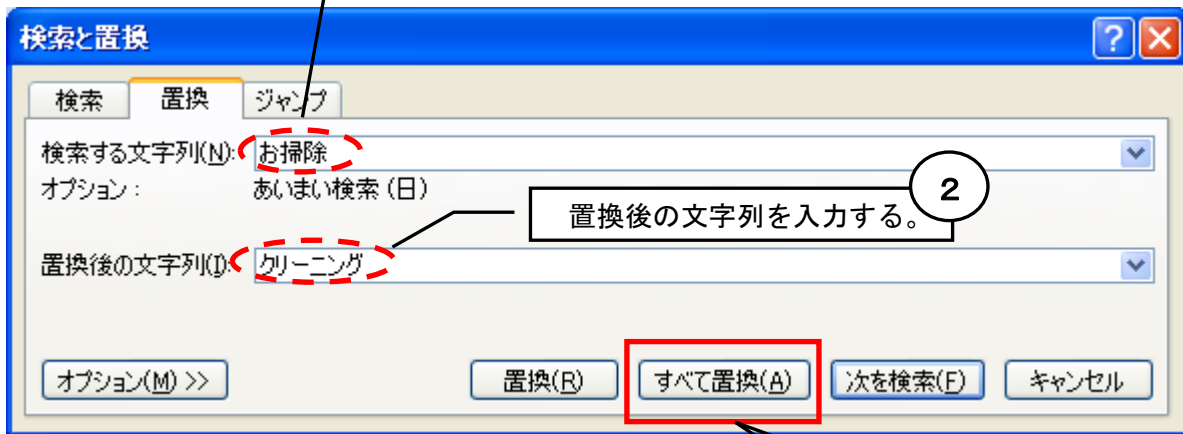 検索と置換
検索 置換 ジャンプ
検索する文字列(N): お掃除
オプション: あいまい検索(日)
2
置換後の文字列を入力する。
置換後の文字列(I): クリーニング
オプション(M) >> 置換(R) すべて置換(A) 次を検索(F) キャンセル